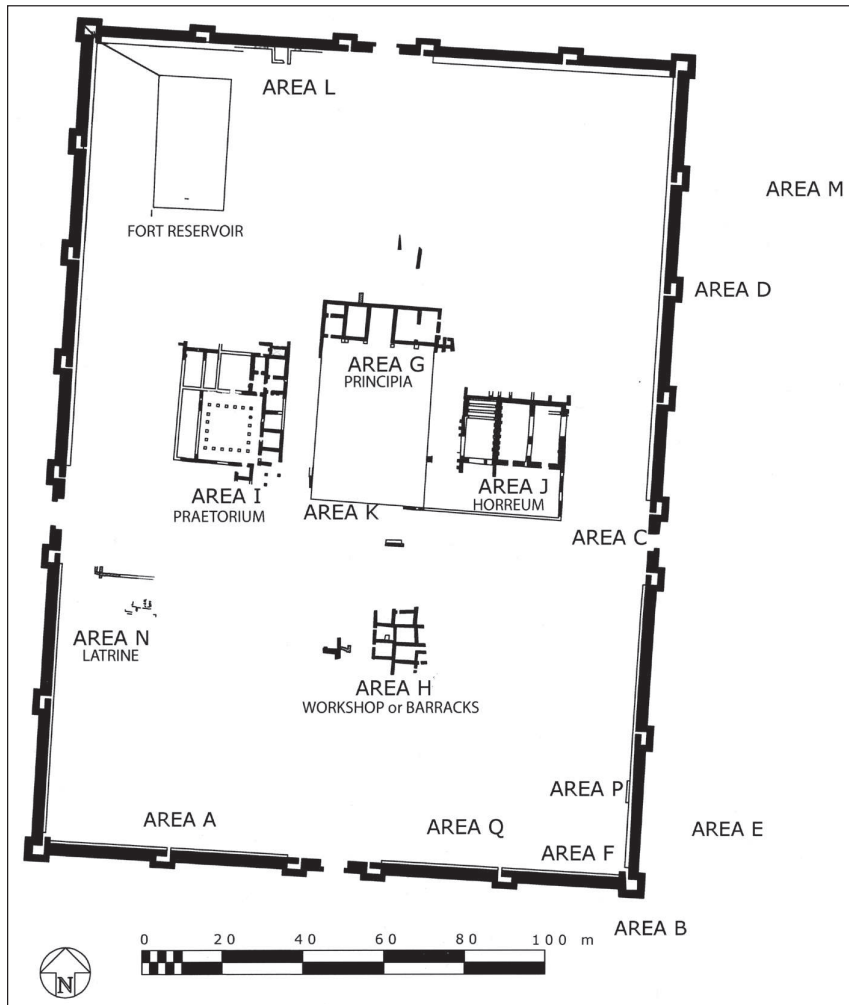 AREA L
AREA M
FORT RESERVOIR
AREA D
AREA G
PRINCIPIA
AREA I
PRAETORIUM
AREA J
HORREUM
AREA K
AREA C
AREA N
LATRINE
AREA H
WORKSHOP or BARRACKS
AREA P
AREA A
AREA Q
AREA E
AREA F
AREA B
0 20 40 60 80 100 m
N